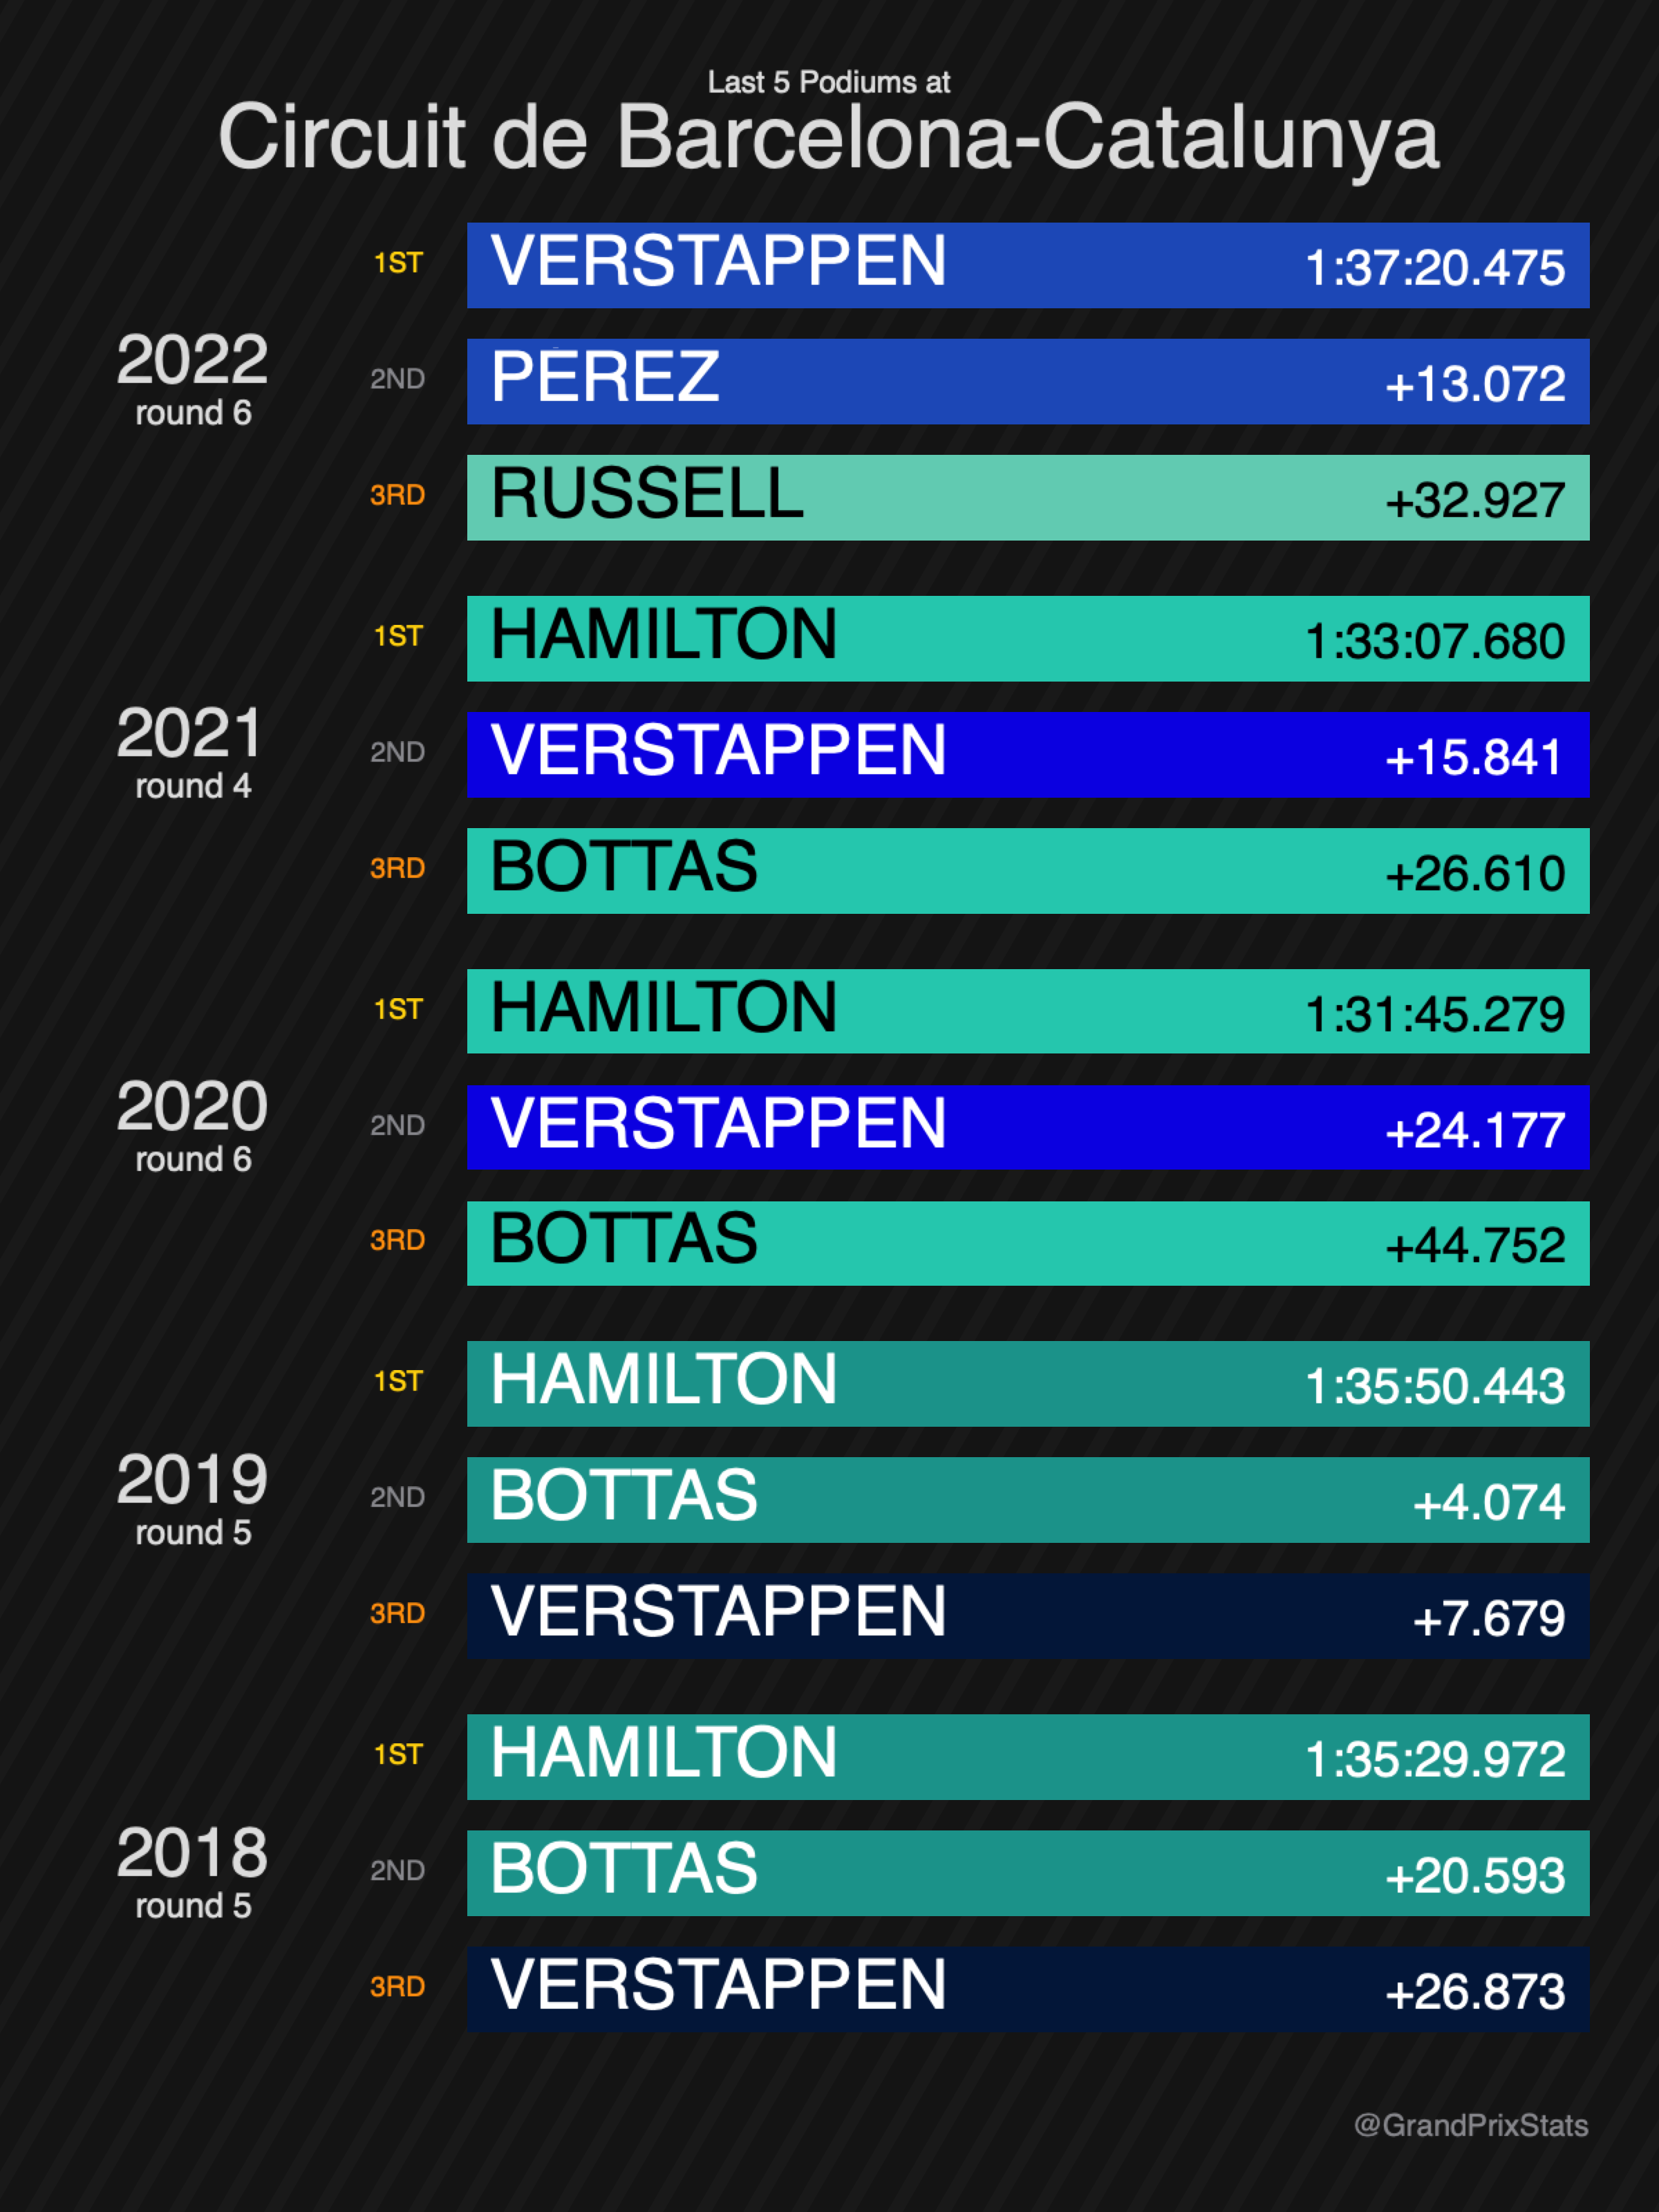 Last 5 Podiums at
Circuit de Barcelona-Catalunya
2022
round 6
1ST VERSTAPPEN 1:37:20.475
2ND PÉREZ +13.072
3RD RUSSELL +32.927
2021
round 4
1ST HAMILTON 1:33:07.680
2ND VERSTAPPEN +15.841
3RD BOTTAS +26.610
2020
round 6
1ST HAMILTON 1:31:45.279
2ND VERSTAPPEN +24.177
3RD BOTTAS +44.752
2019
round 5
1ST HAMILTON 1:35:50.443
2ND BOTTAS +4.074
3RD VERSTAPPEN +7.679
2018
round 5
1ST HAMILTON 1:35:29.972
2ND BOTTAS +20.593
3RD VERSTAPPEN +26.873
@GrandPrixStats